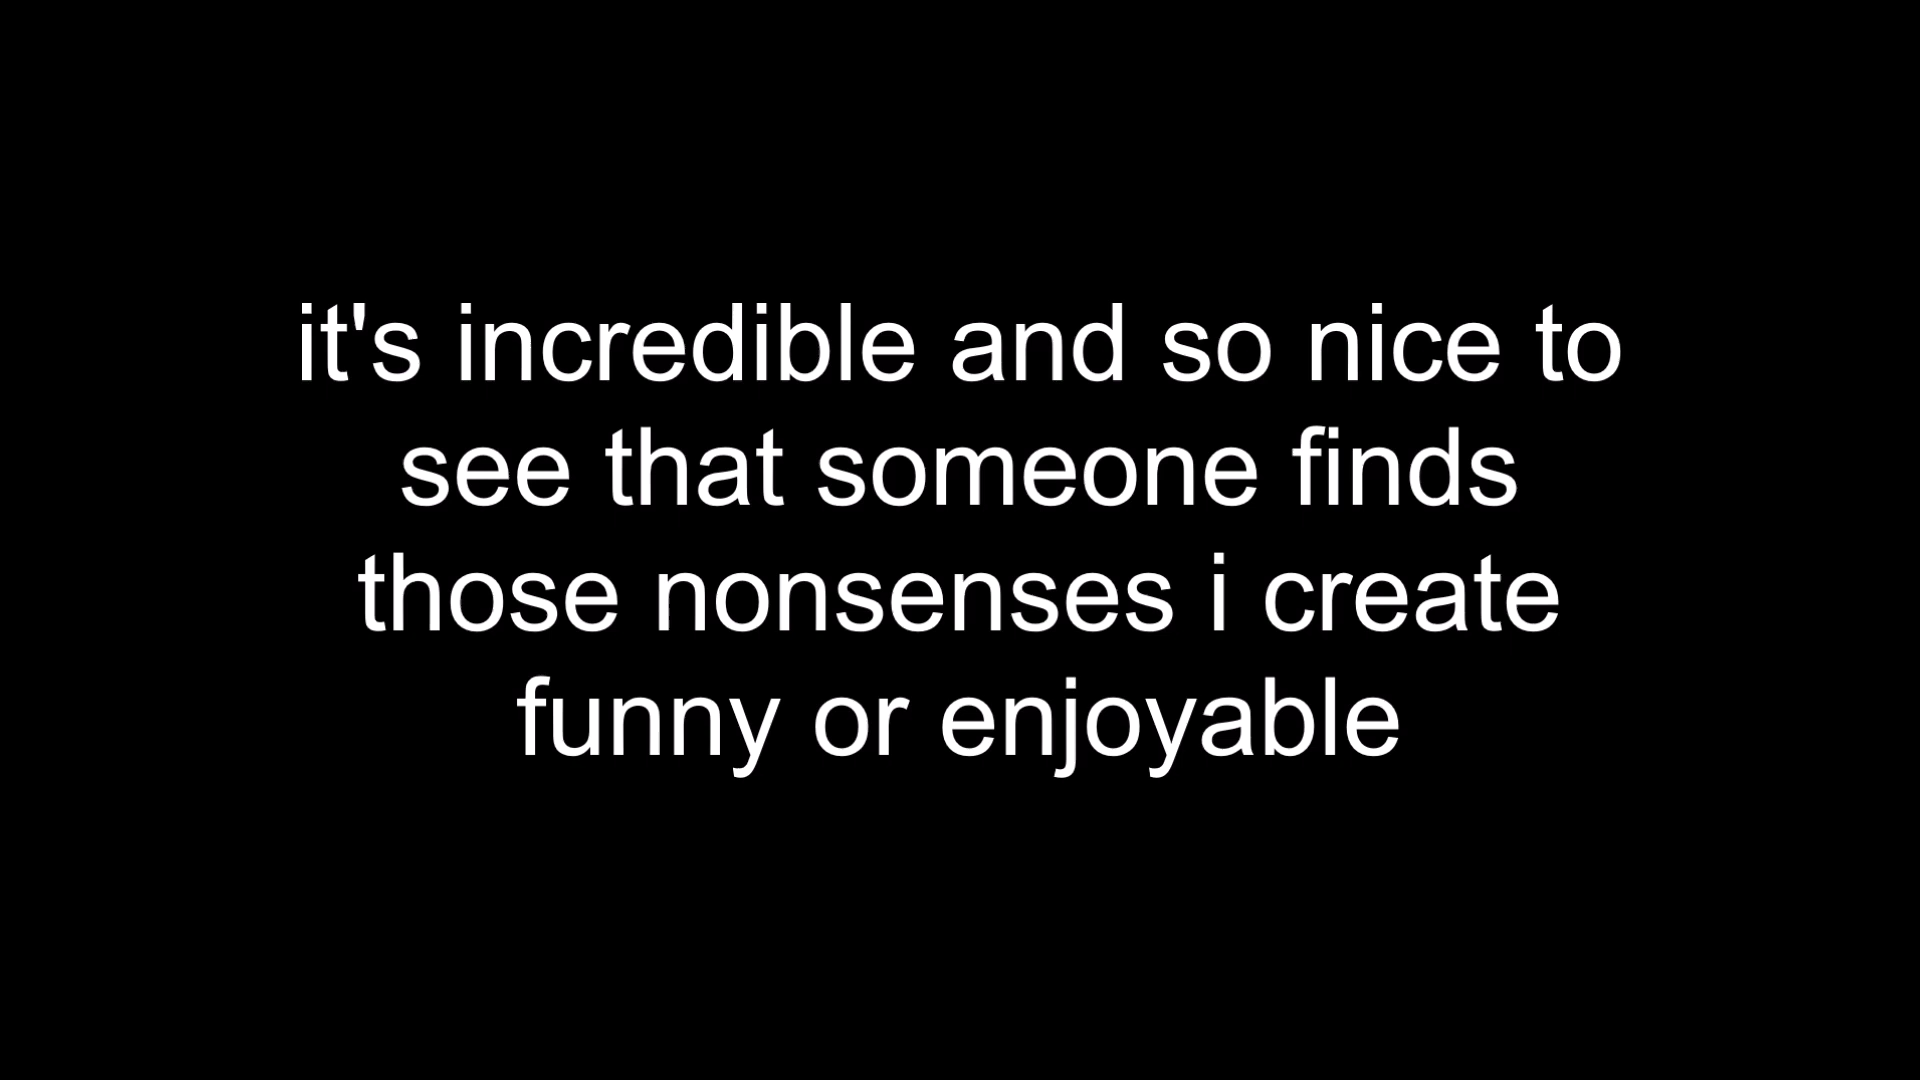 it's incredible and so nice to
see that someone finds
those nonsenses i create
funny or enjoyable